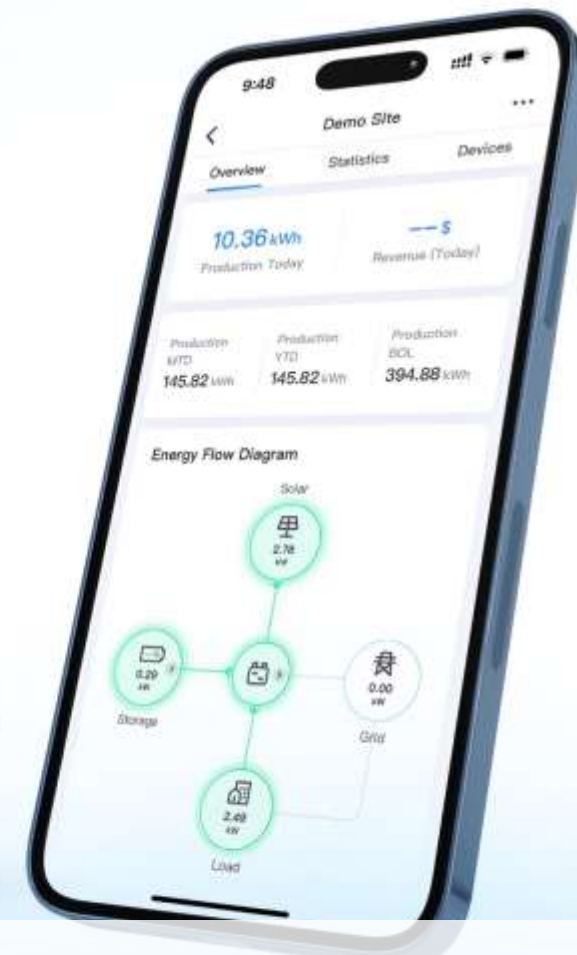 9:48
Demo Site
Overview Statistics Devices
10.36 kWh
Production Today
-- $
Revenue (Today)
Production
MTD
145.82 kWh
Production
YTD
145.82 kWh
Production
BOL
394.88 kWh
Energy Flow Diagram
Solar
2.78
kW
0.29
kW
Storage
0.00
kW
Grid
2.49
kW
Load